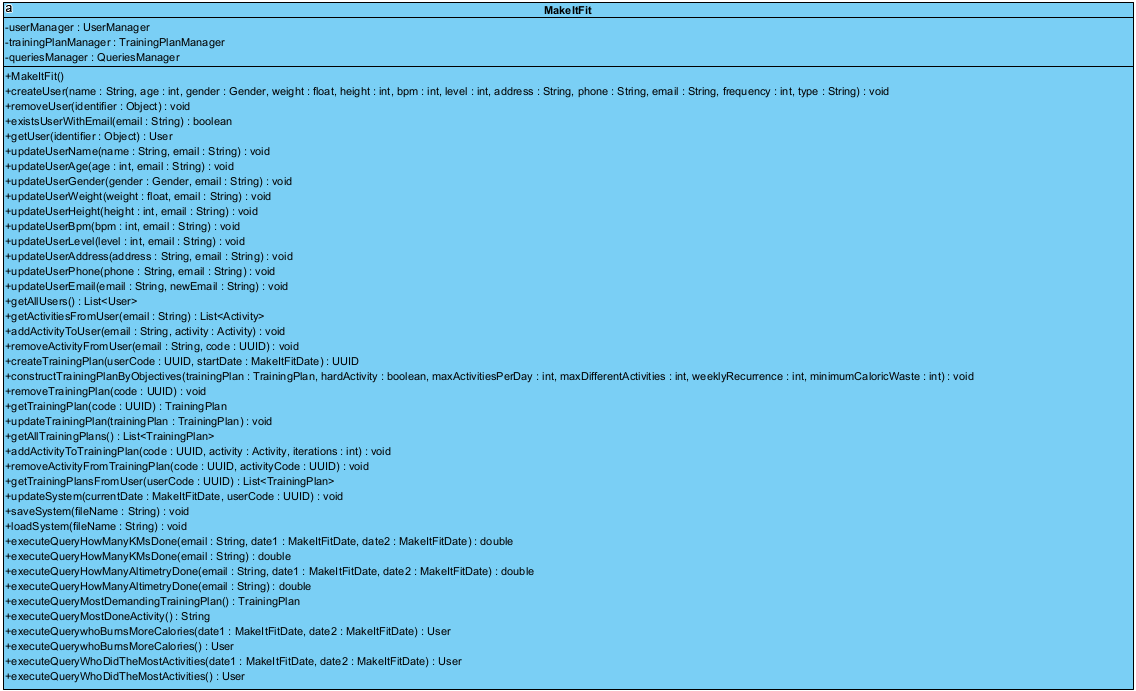 a
MakeItFit
-userManager : UserManager
-trainingPlanManager : TrainingPlanManager
-queriesManager : QueriesManager
+MakeItFit()
+createUser(name : String, age : int, gender : Gender, weight : float, height : int, bpm : int, level : int, address : String, phone : String, email : String, frequency : int, type : String) : void
+removeUser(identifier : Object) : void
+existsUserWithEmail(email : String) : boolean
+getUser(identifier : Object) : User
+updateUserName(name : String, email : String) : void
+updateUserAge(age : int, email : String) : void
+updateUserGender(gender : Gender, email : String) : void
+updateUserWeight(weight : float, email : String) : void
+updateUserHeight(height : int, email : String) : void
+updateUserBpm(bpm : int, email : String) : void
+updateUserLevel(level : int, email : String) : void
+updateUserAddress(address : String, email : String) : void
+updateUserPhone(phone : String, email : String) : void
+updateUserEmail(email : String, newEmail : String) : void
+getAllUsers() : List<User>
+getActivitiesFromUser(email : String) : List<Activity>
+addActivityToUser(email : String, activity : Activity) : void
+removeActivityFromUser(email : String, code : UUID) : void
+createTrainingPlan(userCode : UUID, startDate : MakeItFitDate) : UUID
+constructTrainingPlanByObjectives(trainingPlan : TrainingPlan, hardActivity : boolean, maxActivitiesPerDay : int, maxDifferentActivities : int, weeklyRecurrence : int, minimumCaloricWaste : int) : void
+removeTrainingPlan(code : UUID) : void
+getTrainingPlan(code : UUID) : TrainingPlan
+updateTrainingPlan(trainingPlan : TrainingPlan) : void
+getAllTrainingPlans() : List<TrainingPlan>
+addActivityToTrainingPlan(code : UUID, activity : Activity, iterations : int) : void
+removeActivityFromTrainingPlan(code : UUID, activityCode : UUID) : void
+getTrainingPlansFromUser(userCode : UUID) : List<TrainingPlan>
+updateSystem(currentDate : MakeItFitDate, userCode : UUID) : void
+saveSystem(fileName : String) : void
+loadSystem(fileName : String) : void
+executeQueryHowManyKMsDone(email : String, date1 : MakeItFitDate, date2 : MakeItFitDate) : double
+executeQueryHowManyKMsDone(email : String) : double
+executeQueryHowManyAltimetryDone(email : String, date1 : MakeItFitDate, date2 : MakeItFitDate) : double
+executeQueryHowManyAltimetryDone(email : String) : double
+executeQueryMostDemandingTrainingPlan() : TrainingPlan
+executeQueryMostDoneActivity() : String
+executeQuerywhoBurnsMoreCalories(date1 : MakeItFitDate, date2 : MakeItFitDate) : User
+executeQuerywhoBurnsMoreCalories() : User
+executeQueryWhoDidTheMostActivities(date1 : MakeItFitDate, date2 : MakeItFitDate) : User
+executeQueryWhoDidTheMostActivities() : User